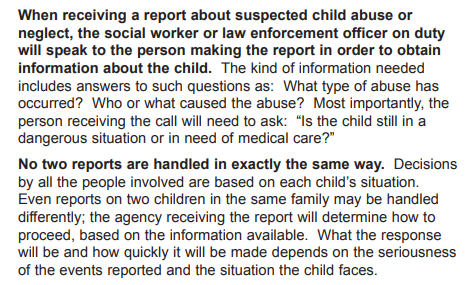 When receiving a report about suspected child abuse or
neglect, the social worker or law enforcement officer on duty
will speak to the person making the report in order to obtain
information about the child.  The kind of information needed
includes answers to such questions as:  What type of abuse has
occurred?  Who or what caused the abuse?  Most importantly, the
person receiving the call will need to ask:  “Is the child still in a
dangerous situation or in need of medical care?”
No two reports are handled in exactly the same way.  Decisions
by all the people involved are based on each child’s situation.
Even reports on two children in the same family may be handled
differently; the agency receiving the report will determine how to
proceed, based on the information available.  What the response
will be and how quickly it will be made depends on the seriousness
of the events reported and the situation the child faces.